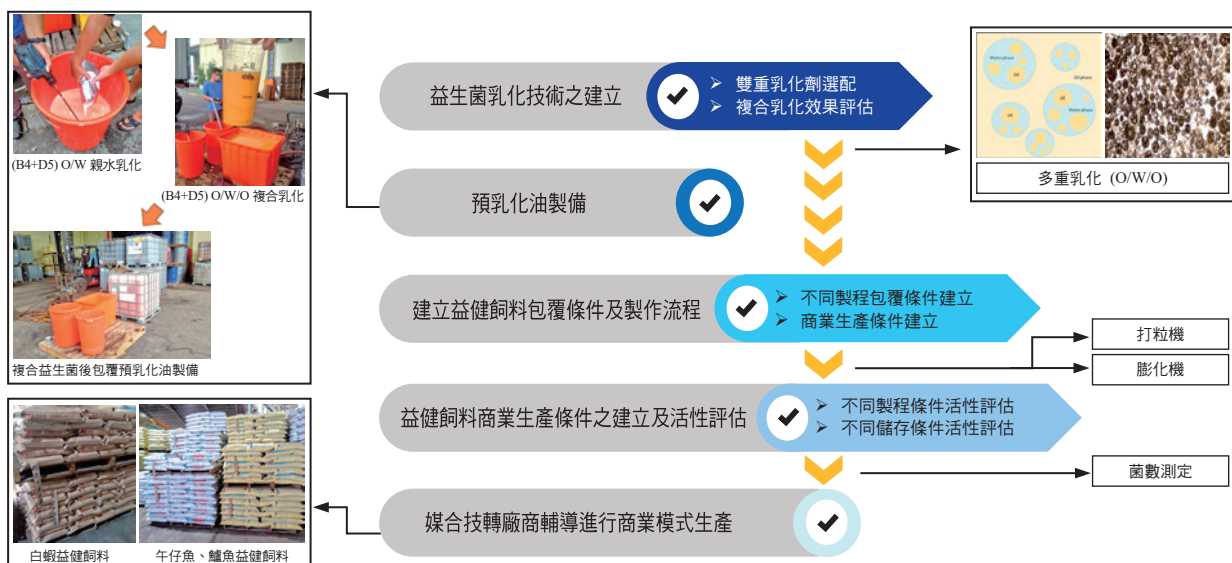 (B4+D5) O/W 親水乳化
(B4+D5) O/W/O 複合乳化
複合益生菌後包覆預乳化油製備
白蝦益健飼料
午仔魚、鱸魚益健飼料
益生菌乳化技術之建立
➢ 雙重乳化劑選配
➢ 複合乳化效果評估
預乳化油製備
建立益健飼料包覆條件及製作流程
➢ 不同製程包覆條件建立
➢ 商業生產條件建立
益健飼料商業生產條件之建立及活性評估
➢ 不同製程條件活性評估
➢ 不同儲存條件活性評估
媒合技轉廠商輔導進行商業模式生產
Water phase
Oil
Oil phase
oil
Water phase
oil
多重乳化 (O/W/O)
打粒機
膨化機
菌數測定